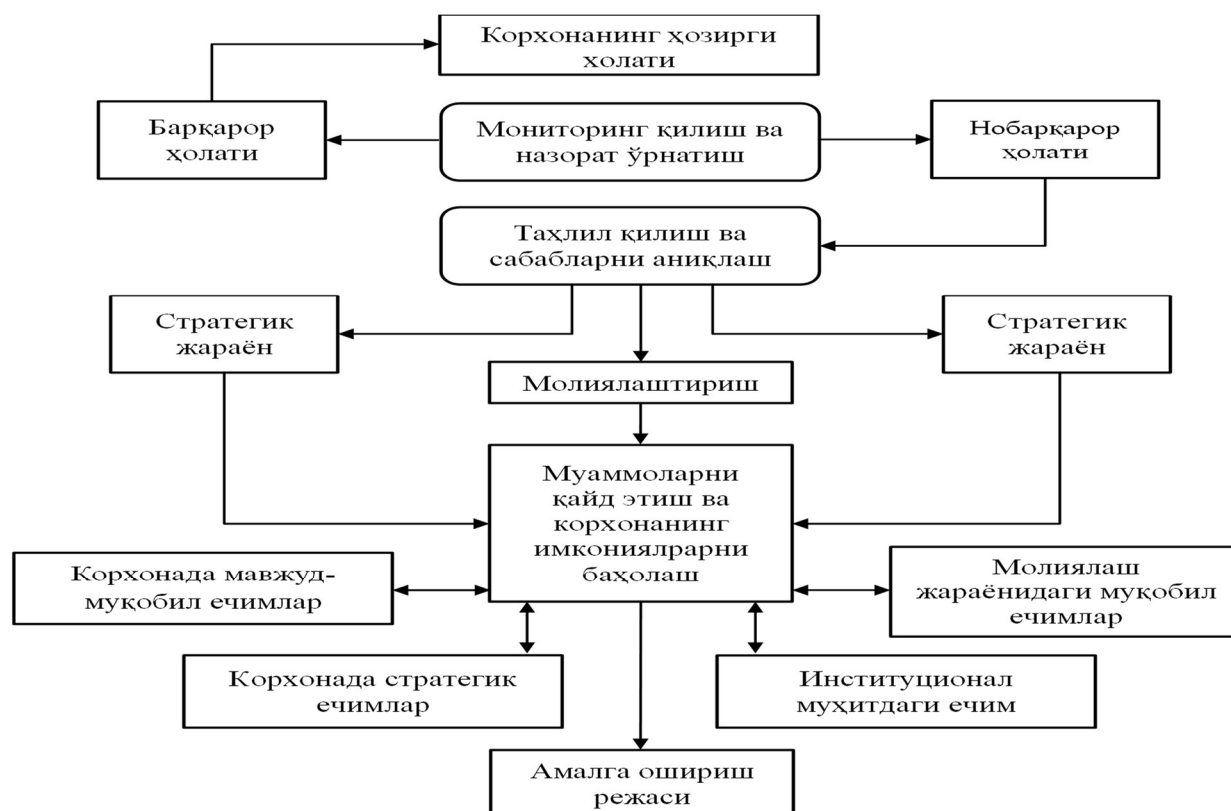 Корхонанинг ҳозирги
холати
Барқарор
ҳолати
Мониторинг қилиш ва
назорат ўрнатиш
Нобарқарор
ҳолати
Таҳлил қилиш ва
сабабларни аниқлаш
Стратегик
жараён
Стратегик
жараён
Молиялаштириш
Муаммоларни
қайд этиш ва
корхонанинг
имкониялрарни
баҳолаш
Корхонада мавжуд-
муқобил ечимлар
Молиялаш
жараёнидаги муқобил
ечимлар
Корхонада стратегик
ечимлар
Институционал
муҳитдаги ечим
Амалга ошириш
режаси